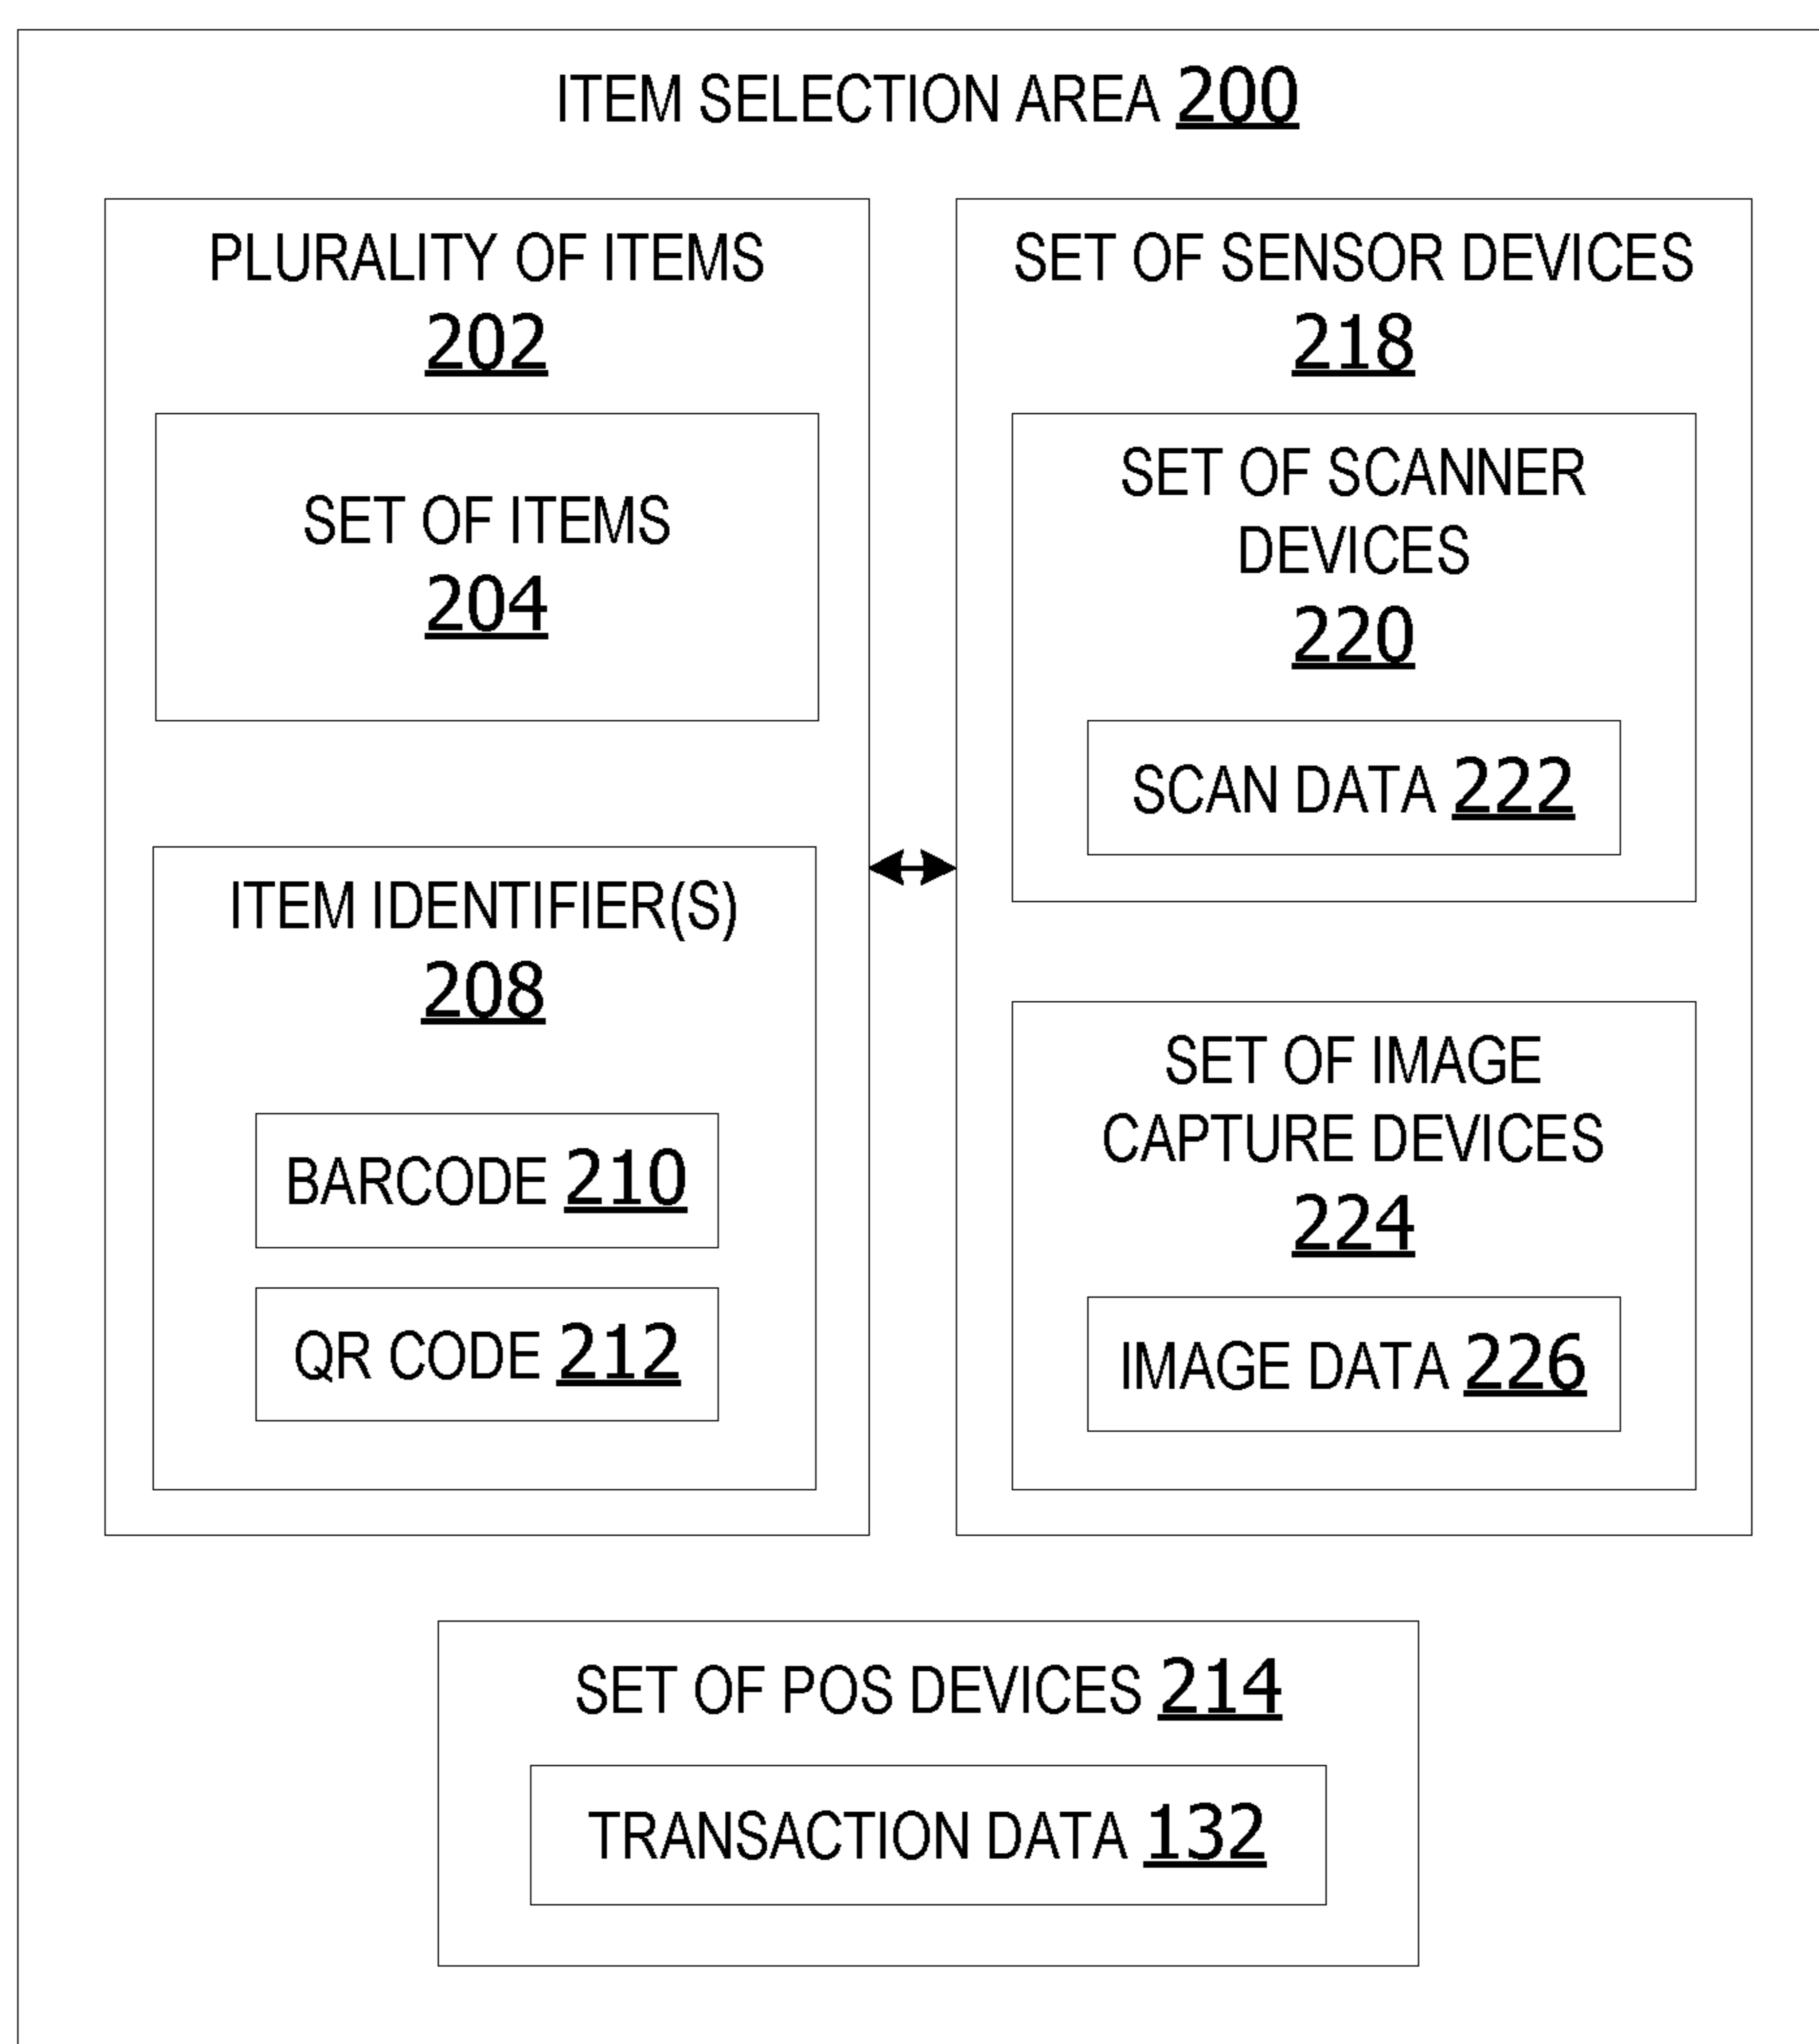 ITEM SELECTION AREA 200
PLURALITY OF ITEMS
202
SET OF ITEMS
204
ITEM IDENTIFIER(S)
208
BARCODE 210
QR CODE 212
SET OF SENSOR DEVICES
218
SET OF SCANNER
DEVICES
220
SCAN DATA 222
SET OF IMAGE
CAPTURE DEVICES
224
IMAGE DATA 226
SET OF POS DEVICES 214
TRANSACTION DATA 132